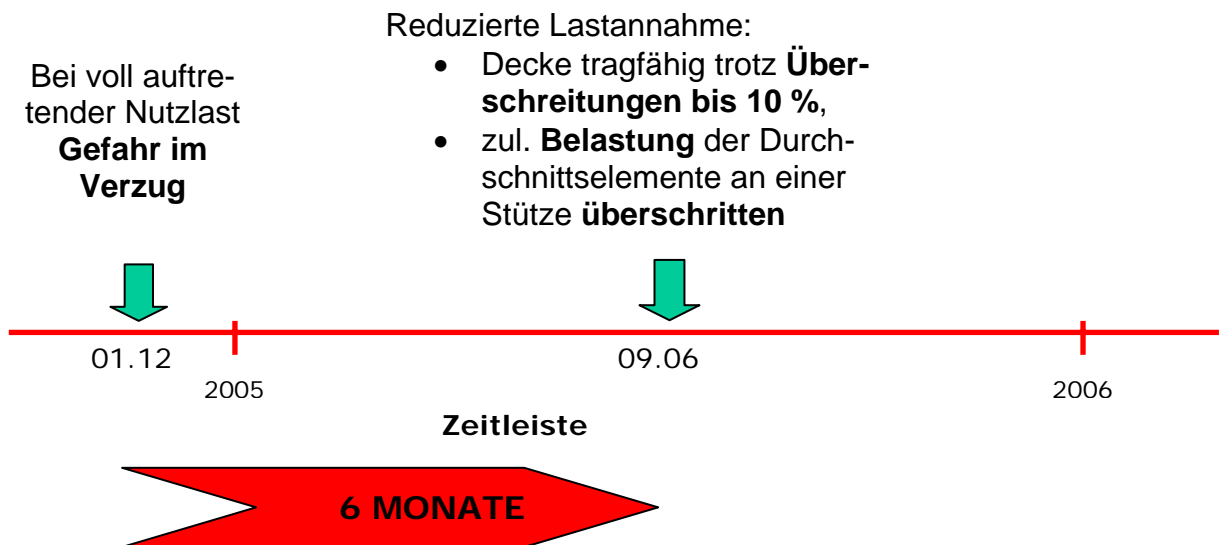 Bei voll auftre-
tender Nutzlast
Gefahr im
Verzug
Reduzierte Lastannahme:
• Decke tragfähig trotz Über-
schreitungen bis 10 %,
• zul. Belastung der Durch-
schnittselemente an einer
Stütze überschritten
01.12
09.06
2005
2006
Zeitleiste
6 MONATE